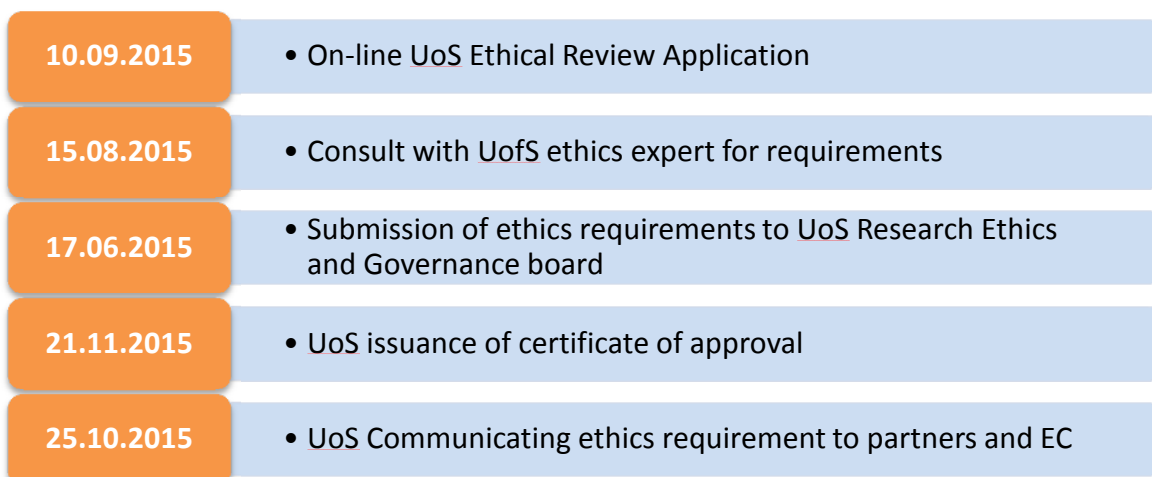 10.09.2015
• On-line UoS Ethical Review Application
15.08.2015
• Consult with UofS ethics expert for requirements
17.06.2015
• Submission of ethics requirements to UoS Research Ethics
and Governance board
21.11.2015
• UoS issuance of certificate of approval
25.10.2015
• UoS Communicating ethics requirement to partners and EC